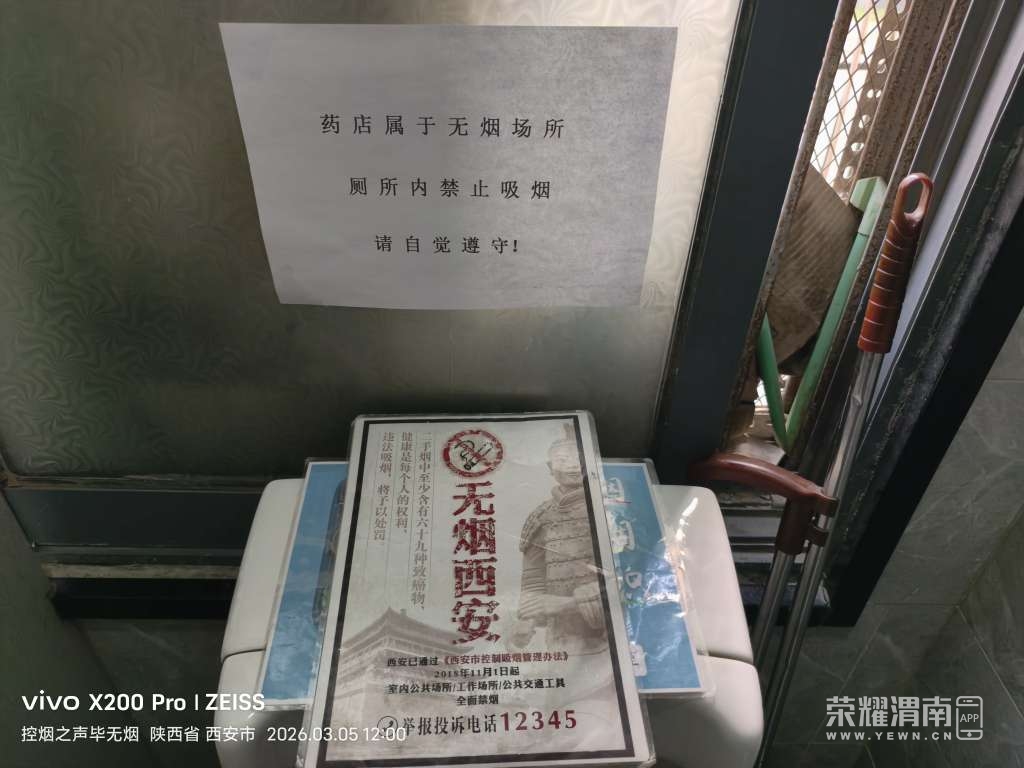 药店属于无烟场所
厕所内禁止吸烟
请自觉遵守!
二手烟中至少含有六十九种致癌物、
健康是每个人的权利、
违法吸烟 将予以处罚
无烟西安
西安已通过《西安市控制吸烟管理办法》
2018年11月1日起
室内公共场所/工作场所/公共交通工具
全面禁烟
举报投诉电话12345
vivo X200 Pro | ZEISS
控烟之声毕无烟 陕西省 西安市 2026.03.05 12:00
荣耀渭南 APP
WWW.YEWN.CN